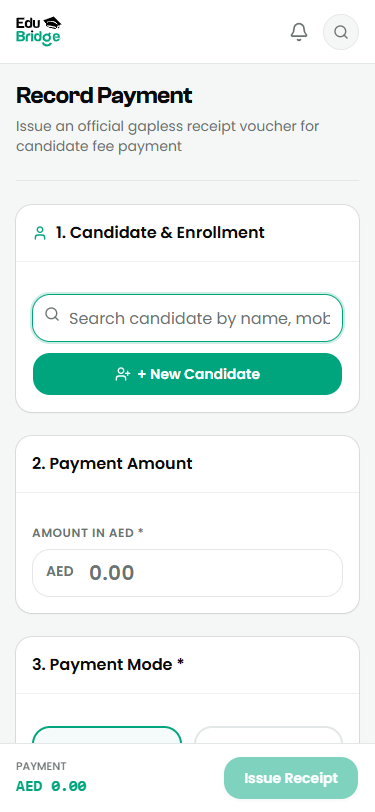 Edu
Bridge
Record Payment
Issue an official gapless receipt voucher for
candidate fee payment
1. Candidate & Enrollment
Search candidate by name, mob
+ New Candidate
2. Payment Amount
AMOUNT IN AED *
AED 0.00
3. Payment Mode *
PAYMENT
AED 0.00
Issue Receipt